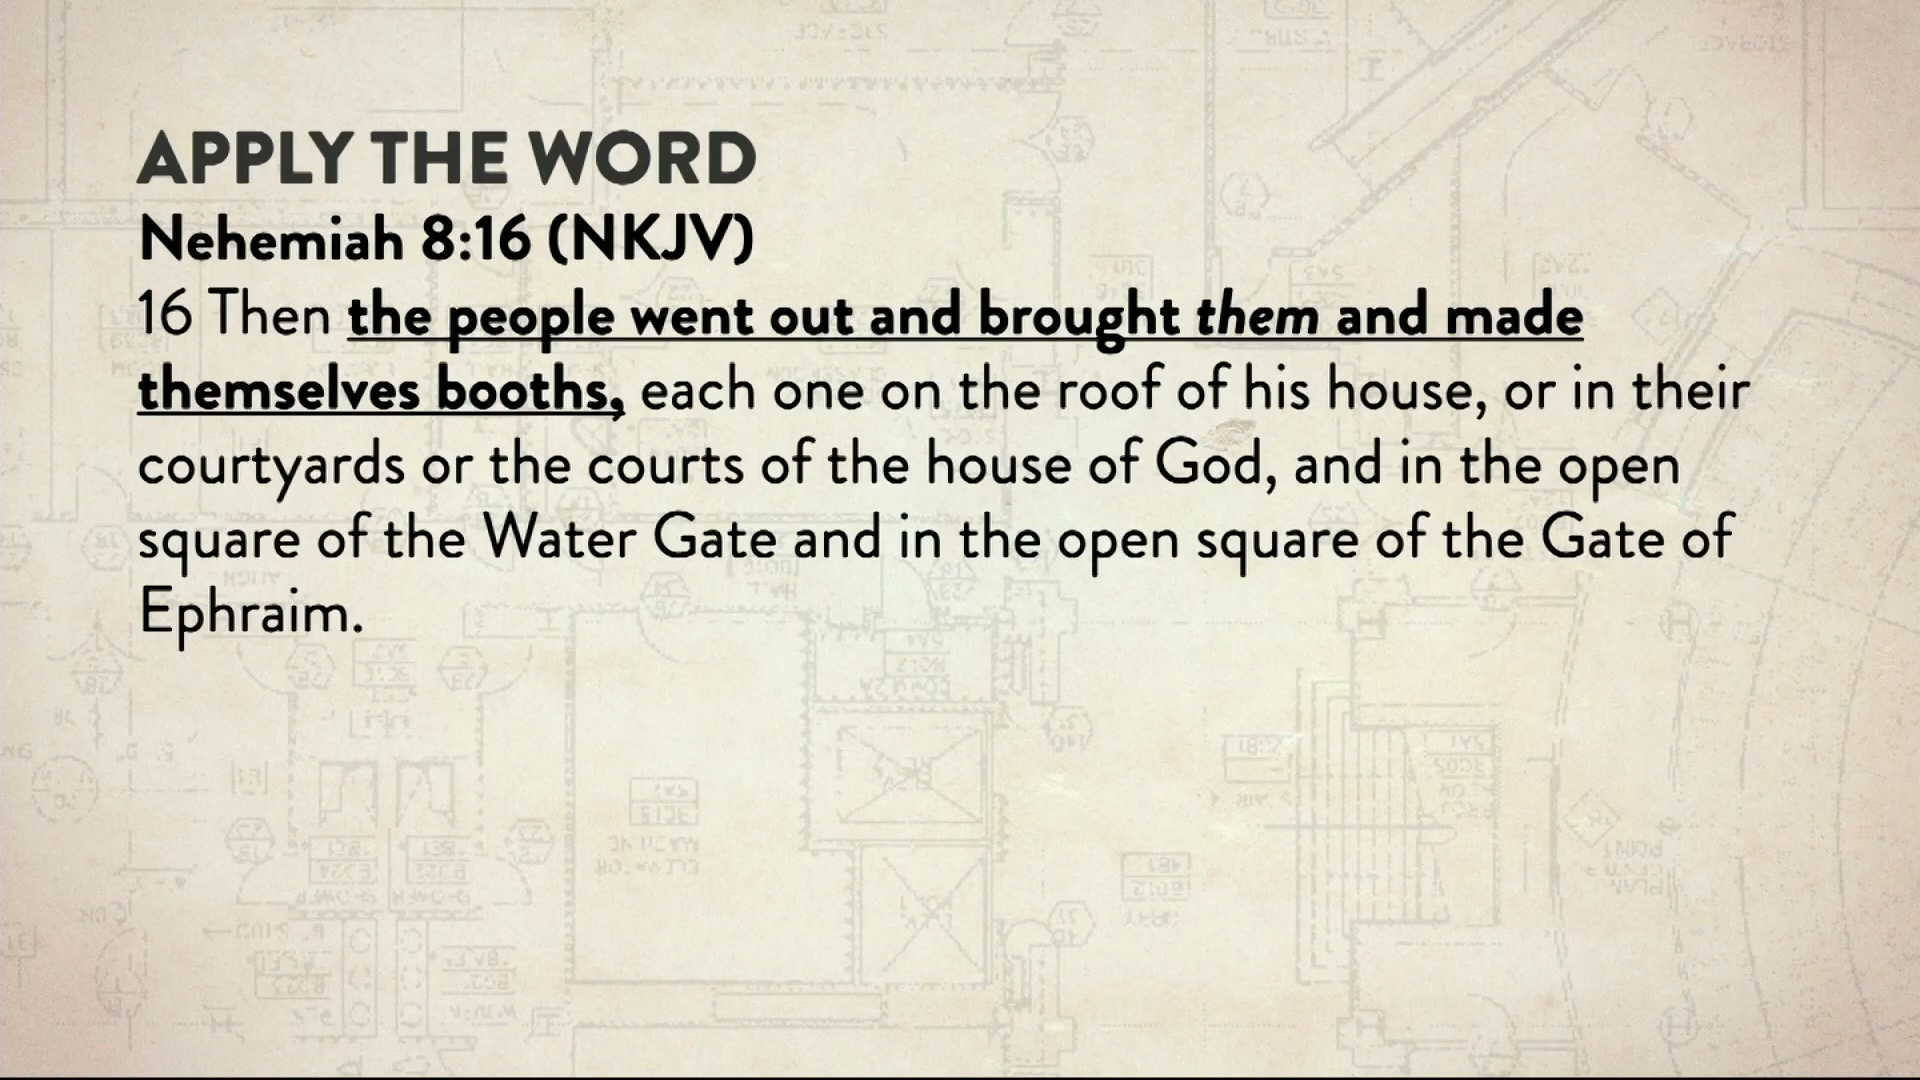 APPLY THE WORD
Nehemiah 8:16 (NKJV)
16 Then the people went out and brought them and made
themselves booths, each one on the roof of his house, or in their
courtyards or the courts of the house of God, and in the open
square of the Water Gate and in the open square of the Gate of
Ephraim.